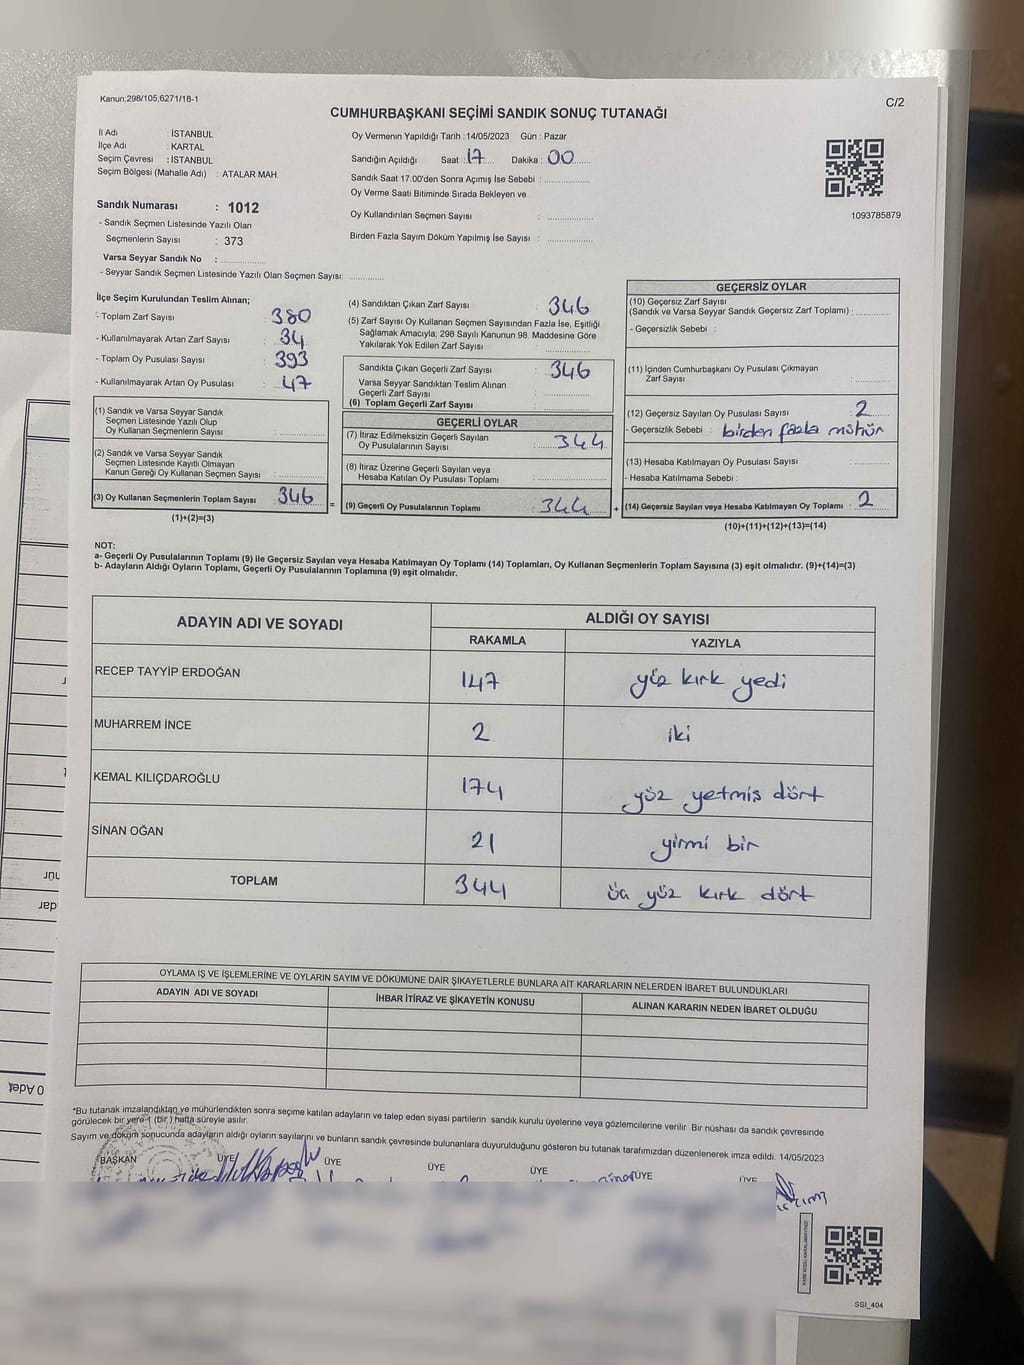 Kanun,298/105,6271/18-1
C/2
CUMHURBAŞKANI SEÇİMİ SANDIK SONUÇ TUTANAĞI
İl Adı : İSTANBUL
İlçe Adı : KARTAL
Seçim Çevresi : İSTANBUL
Seçim Bölgesi (Mahalle Adı) : ATALAR MAH.
Sandık Numarası : 1012
- Sandık Seçmen Listesinde Yazılı Olan
Seçmenlerin Sayısı : 373
Varsa Seyyar Sandık No :
- Seyyar Sandık Seçmen Listesinde Yazılı Olan Seçmen Sayısı:
Oy Vermenin Yapıldığı Tarih :14/05/2023 Gün : Pazar
Sandığın Açıldığı Saat : 17 Dakika : 00
Sandık Saat 17:00'den Sonra Açımış İse Sebebi :
Oy Verme Saati Bitiminde Sırada Bekleyen ve
Oy Kullandırılan Seçmen Sayısı :
Birden Fazla Sayım Döküm Yapılmış İse Sayısı :
1093785879
İlçe Seçim Kurulundan Teslim Alınan;
- Toplam Zarf Sayısı : 380
- Kullanılmayarak Artan Zarf Sayısı : 34
- Toplam Oy Pusulası Sayısı : 393
- Kullanılmayarak Artan Oy Pusulası : 47
(1) Sandık ve Varsa Seyyar Sandık
Seçmen Listesinde Yazılı Olup
Oy Kullanan Seçmenlerin Sayısı :
(2) Sandık ve Varsa Seyyar Sandık
Seçmen Listesinde Kayıtlı Olmayan
Kanun Gereği Oy Kullanan Seçmen Sayısı :
(3) Oy Kullanan Seçmenlerin Toplam Sayısı : 346
(1)+(2)=(3)
(4) Sandıktan Çıkan Zarf Sayısı : 346
(5) Zarf Sayısı Oy Kullanan Seçmen Sayısından Fazla İse, Eşitliği
Sağlamak Amacıyla; 298 Sayılı Kanunun 98. Maddesine Göre
Yakılarak Yok Edilen Zarf Sayısı :
Sandıkta Çıkan Geçerli Zarf Sayısı : 346
Varsa Seyyar Sandıktan Teslim Alınan
Geçerli Zarf Sayısı :
(6) Toplam Geçerli Zarf Sayısı :
GEÇERLİ OYLAR
(7) İtiraz Edilmeksizin Geçerli Sayılan
Oy Pusulalarının Sayısı : 344
(8) İtiraz Üzerine Geçerli Sayılan veya
Hesaba Katılan Oy Pusulası Toplamı :
= (9) Geçerli Oy Pusulalarının Toplamı : 344
GEÇERSİZ OYLAR
(10) Geçersiz Zarf Sayısı
(Sandık ve Varsa Seyyar Sandık Geçersiz Zarf Toplamı) :
- Geçersizlik Sebebi :
(11) İçinden Cumhurbaşkanı Oy Pusulası Çıkmayan
Zarf Sayısı :
(12) Geçersiz Sayılan Oy Pusulası Sayısı : 2
- Geçersizlik Sebebi : birden fazla mühür
(13) Hesaba Katılmayan Oy Pusulası Sayısı :
- Hesaba Katılmama Sebebi :
+ (14) Geçersiz Sayılan veya Hesaba Katılmayan Oy Toplamı : 2
(10)+(11)+(12)+(13)=(14)
NOT:
a- Geçerli Oy Pusulalarının Toplamı (9) ile Geçersiz Sayılan veya Hesaba Katılmayan Oy Toplamı (14) Toplamları, Oy Kullanan Seçmenlerin Toplam Sayısına (3) eşit olmalıdır. (9)+(14)=(3)
b- Adayların Aldığı Oyların Toplamı, Geçerli Oy Pusulalarının Toplamına (9) eşit olmalıdır.
ADAYIN ADI VE SOYADI
ALDIĞI OY SAYISI
RAKAMLA YAZIYLA
RECEP TAYYİP ERDOĞAN 147 yüz kırk yedi
MUHARREM İNCE 2 iki
KEMAL KILIÇDAROĞLU 174 yüz yetmiş dört
SİNAN OĞAN 21 yirmi bir
TOPLAM 344 üç yüz kırk dört
OYLAMA İŞ VE İŞLEMLERİNE VE OYLARIN SAYIM VE DÖKÜMÜNE DAİR ŞİKAYETLERLE BUNLARA AİT KARARLARIN NELERDEN İBARET BULUNDUKLARI
ADAYIN ADI VE SOYADI İHBAR İTİRAZ VE ŞİKAYETİN KONUSU ALINAN KARARIN NEDEN İBARET OLDUĞU
*Bu tutanak imzalandıktan ve mühürlendikten sonra seçime katılan adayların ve talep eden siyasi partilerin sandık kurulu üyelerine veya gözlemcilerine verilir. Bir nüshası da sandık çevresinde
görülecek bir yere 1 (bir ) hafta süreyle asılır.
Sayım ve döküm sonucunda adayların aldığı oyların sayılarını ve bunların sandık çevresinde bulunanlara duyurulduğunu gösteren bu tutanak tarafımızdan düzenlenerek imza edildi. 14/05/2023
BAŞKAN ÜYE ÜYE ÜYE ÜYE ÜYE ÜYE
SSI_404
0 Adet